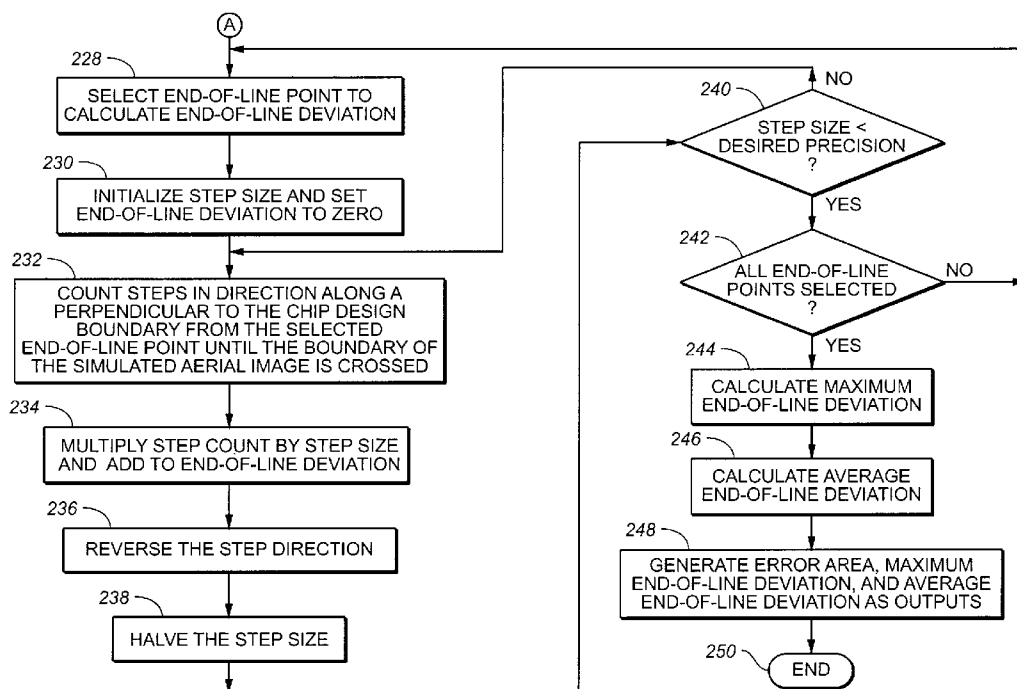 A
228
SELECT END-OF-LINE POINT TO
CALCULATE END-OF-LINE DEVIATION
230
INITIALIZE STEP SIZE AND SET
END-OF-LINE DEVIATION TO ZERO
232
COUNT STEPS IN DIRECTION ALONG A
PERPENDICULAR TO THE CHIP DESIGN
BOUNDARY FROM THE SELECTED
END-OF-LINE POINT UNTIL THE BOUNDARY OF
THE SIMULATED AERIAL IMAGE IS CROSSED
234
MULTIPLY STEP COUNT BY STEP SIZE
AND ADD TO END-OF-LINE DEVIATION
236
REVERSE THE STEP DIRECTION
238
HALVE THE STEP SIZE
240
NO
STEP SIZE <
DESIRED PRECISION
?
YES
242
ALL END-OF-LINE
POINTS SELECTED
?
NO
YES
244
CALCULATE MAXIMUM
END-OF-LINE DEVIATION
246
CALCULATE AVERAGE
END-OF-LINE DEVIATION
248
GENERATE ERROR AREA, MAXIMUM
END-OF-LINE DEVIATION, AND AVERAGE
END-OF-LINE DEVIATION AS OUTPUTS
250
END